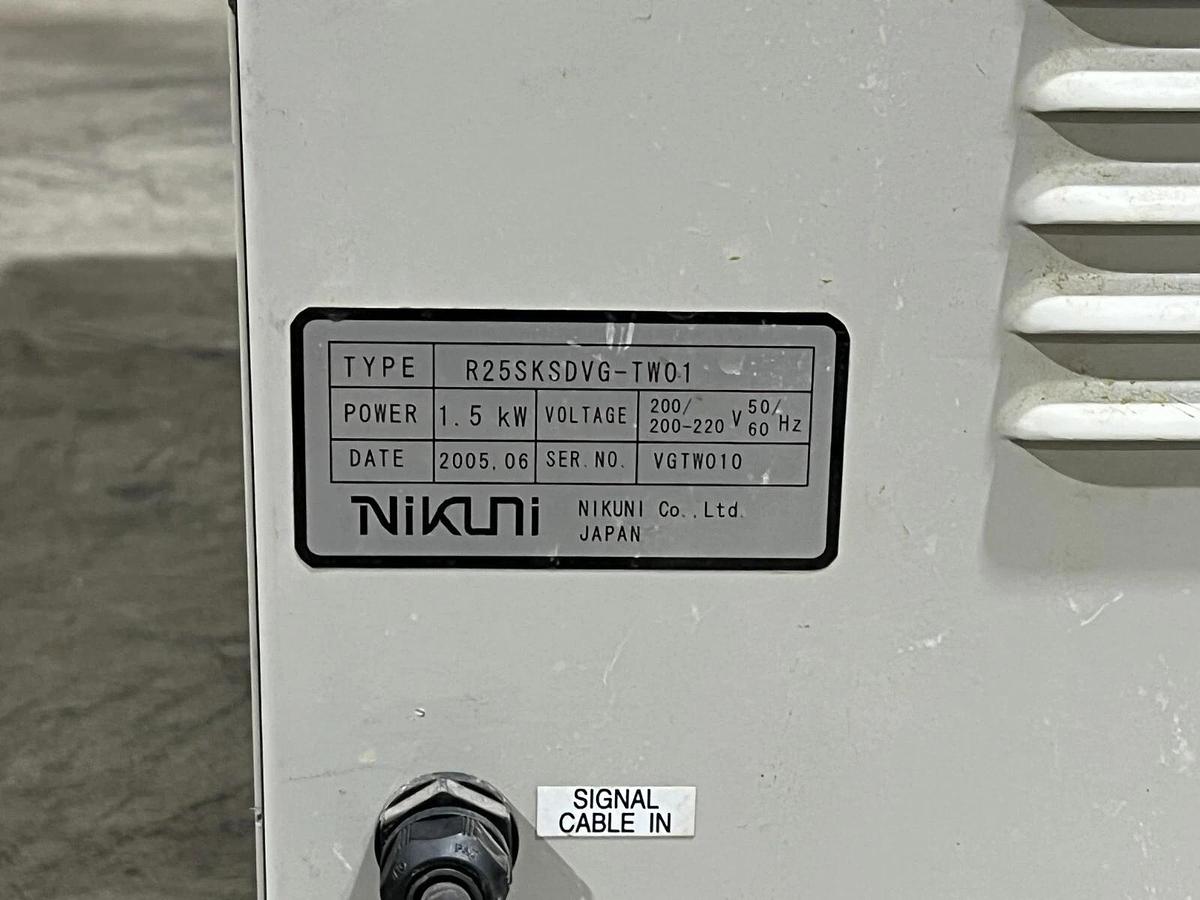 TYPE R25SKSDVG-TW01
POWER 1.5 kW VOLTAGE 200/ 200-220 V 50/ 60 Hz
DATE 2005.06 SER.NO. VGTW010
NiKUNi NIKUNI Co.,Ltd.
JAPAN
SIGNAL
CABLE IN